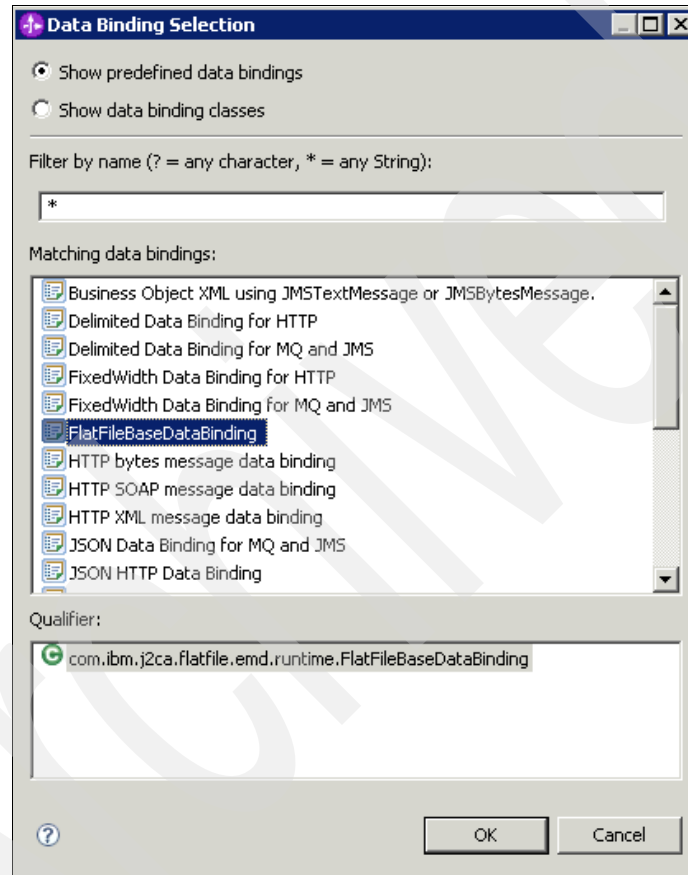 Data Binding Selection
Show predefined data bindings
Show data binding classes
Filter by name (? = any character, * = any String):
*
Matching data bindings:
Business Object XML using JMSTextMessage or JMSBytesMessage.
Delimited Data Binding for HTTP
Delimited Data Binding for MQ and JMS
FixedWidth Data Binding for HTTP
FixedWidth Data Binding for MQ and JMS
FlatFileBaseDataBinding
HTTP bytes message data binding
HTTP SOAP message data binding
HTTP XML message data binding
JSON Data Binding for MQ and JMS
JSON HTTP Data Binding
Qualifier:
com.ibm.j2ca.flatfile.emd.runtime.FlatFileBaseDataBinding
OK Cancel